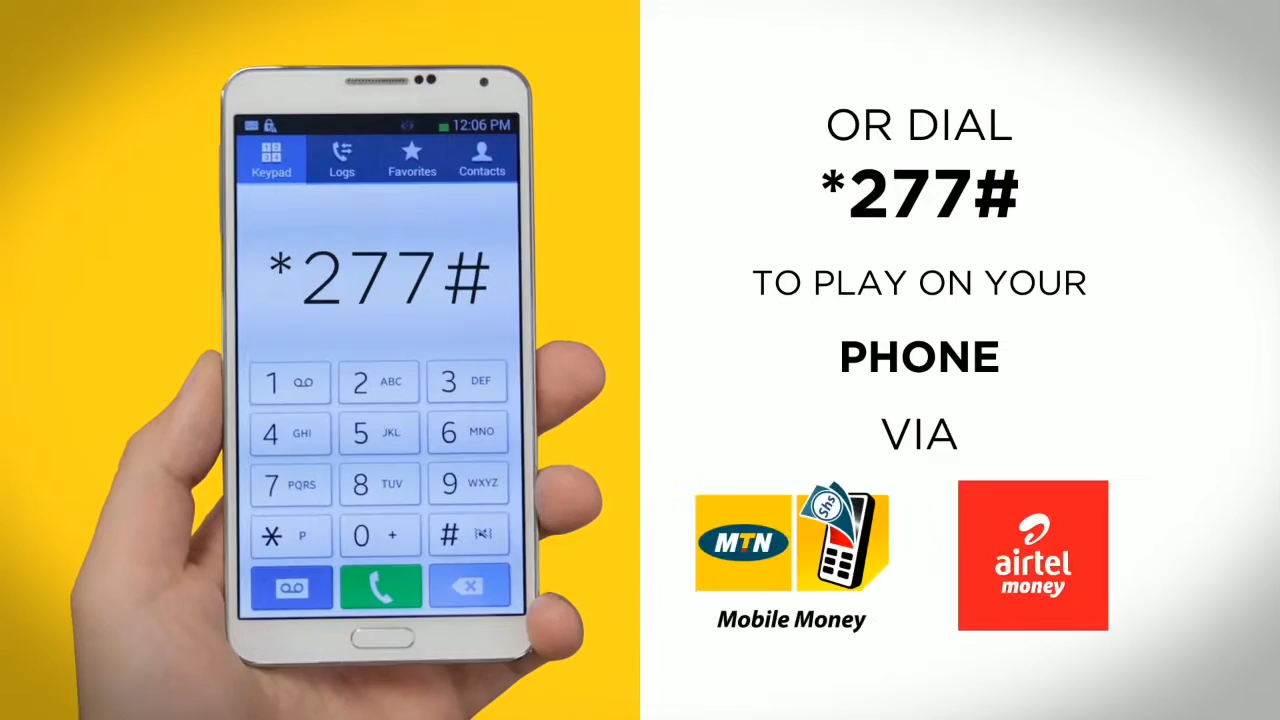 12:06 PM
Keypad Logs Favorites Contacts
*277#
1
2 ABC 3 DEF
4 GHI 5 JKL 6 MNO
7 PQRS 8 TUV 9 WXYZ
* P 0 + #
OR DIAL
*277#
TO PLAY ON YOUR
PHONE
VIA
MTN
Shs
Mobile Money
airtel
money